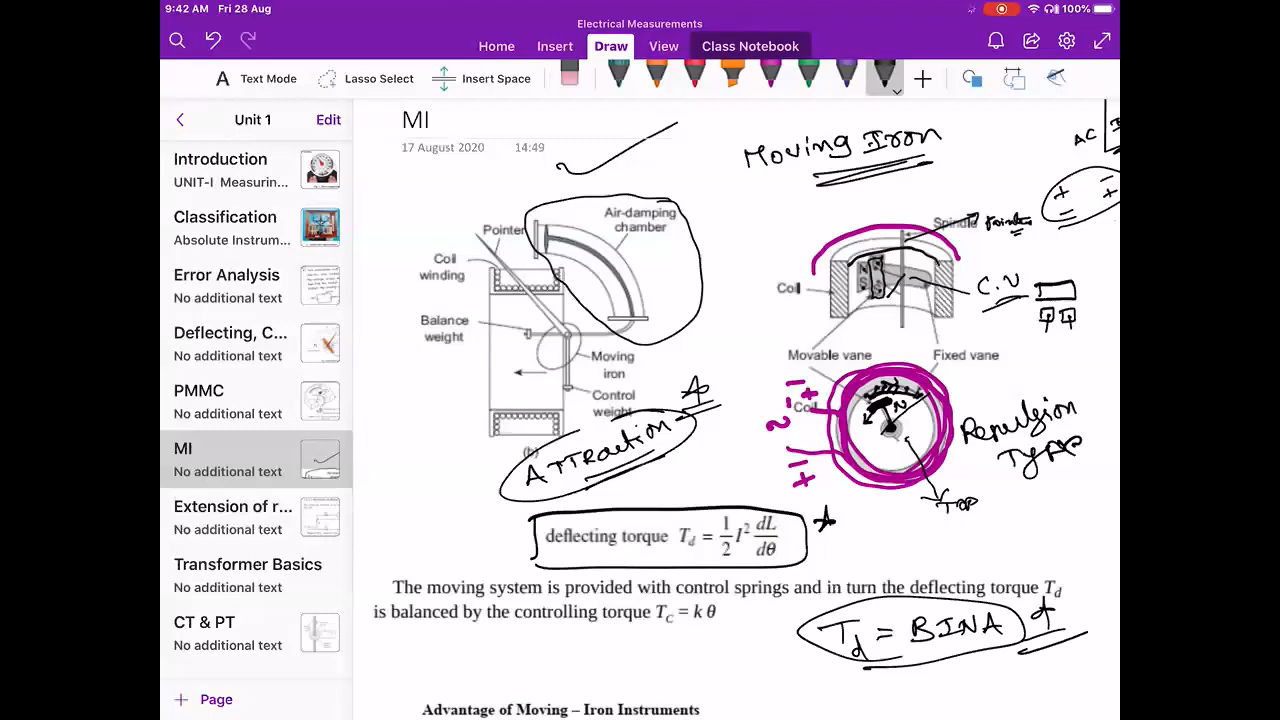 9:42 AM Fri 28 Aug
100%
Electrical Measurements
Home Insert Draw View Class Notebook
Text Mode Lasso Select Insert Space
Unit 1 Edit
Introduction
UNIT-I Measurin...
Classification
Absolute Instrum...
Error Analysis
No additional text
Deflecting, C...
No additional text
PMMC
No additional text
MI
No additional text
Extension of r...
No additional text
Transformer Basics
No additional text
CT & PT
No additional text
+ Page
MI
17 August 2020 14:49
Moving Iron
AC
+ −
− +
Pointer
Air-damping
chamber
Coil
winding
Balance
weight
Moving
iron
Control
weight
(b)
ATTraction
Spindle
Coil
C.V
Movable vane
Fixed vane
Coil
− +
~
− +
N
Repulsion
Type
TOP
deflecting torque T_d = 1/2 I² dL/dθ
The moving system is provided with control springs and in turn the deflecting torque T_d
is balanced by the controlling torque T_C = k θ
T_d = BINA
Advantage of Moving – Iron Instruments